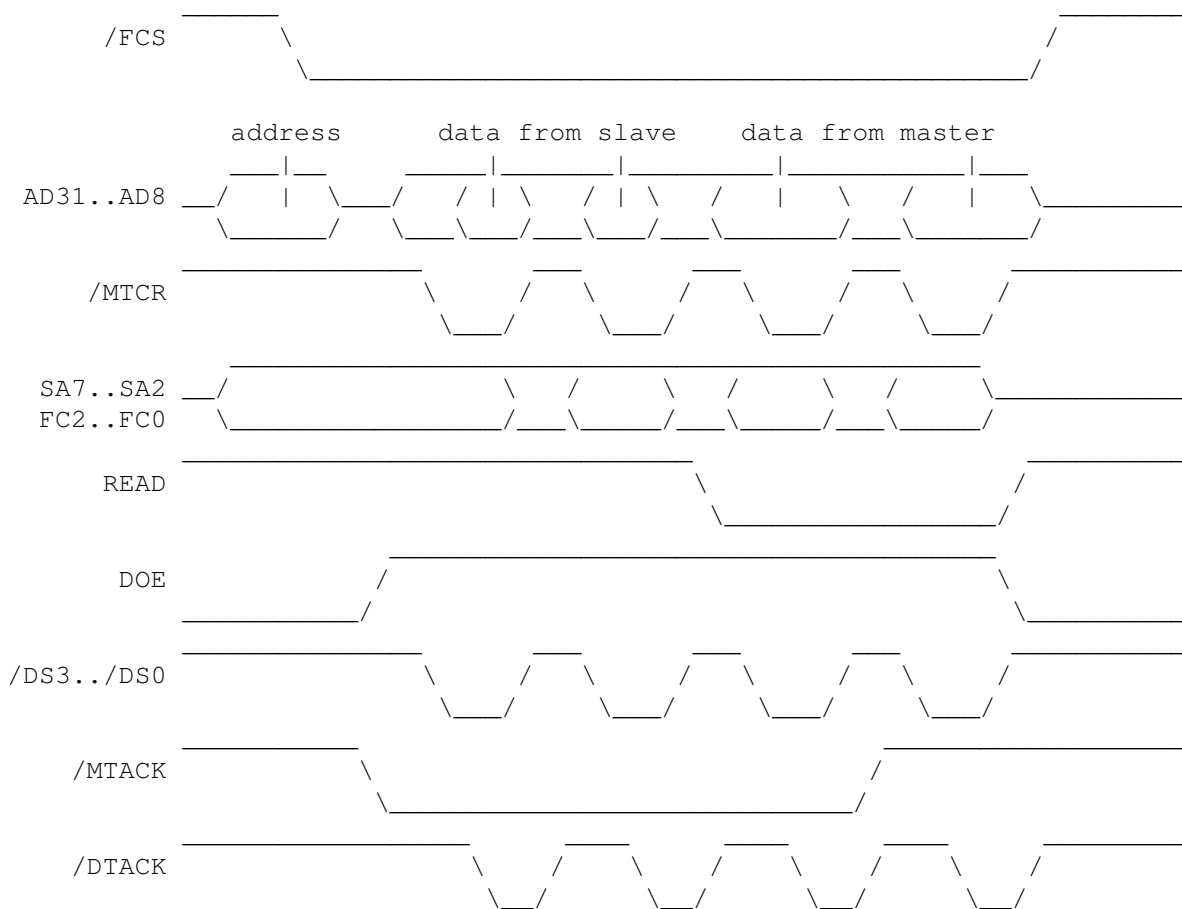 /FCS
address data from slave data from master
AD31..AD8
/MTCR
SA7..SA2
FC2..FC0
READ
DOE
/DS3../DS0
/MTACK
/DTACK